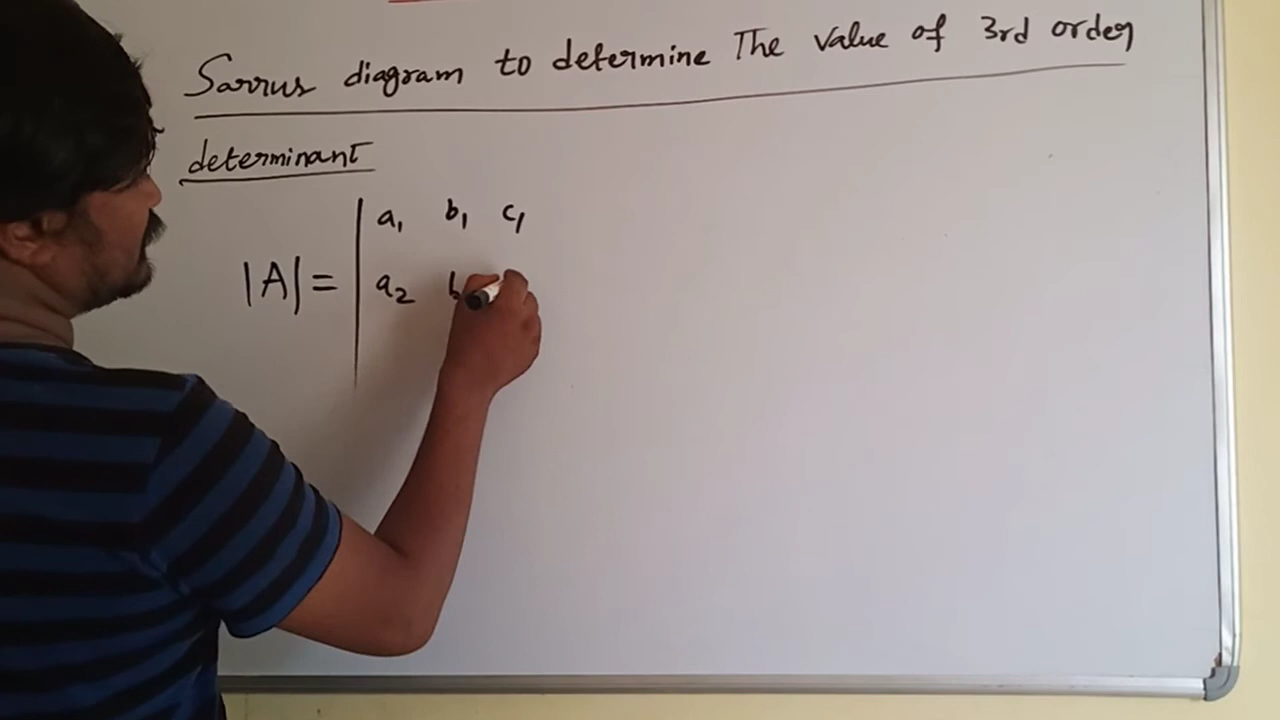 Sarrus diagram to determine The value of 3rd order
determinant
a₁ b₁ c₁
|A| = | a₂ b